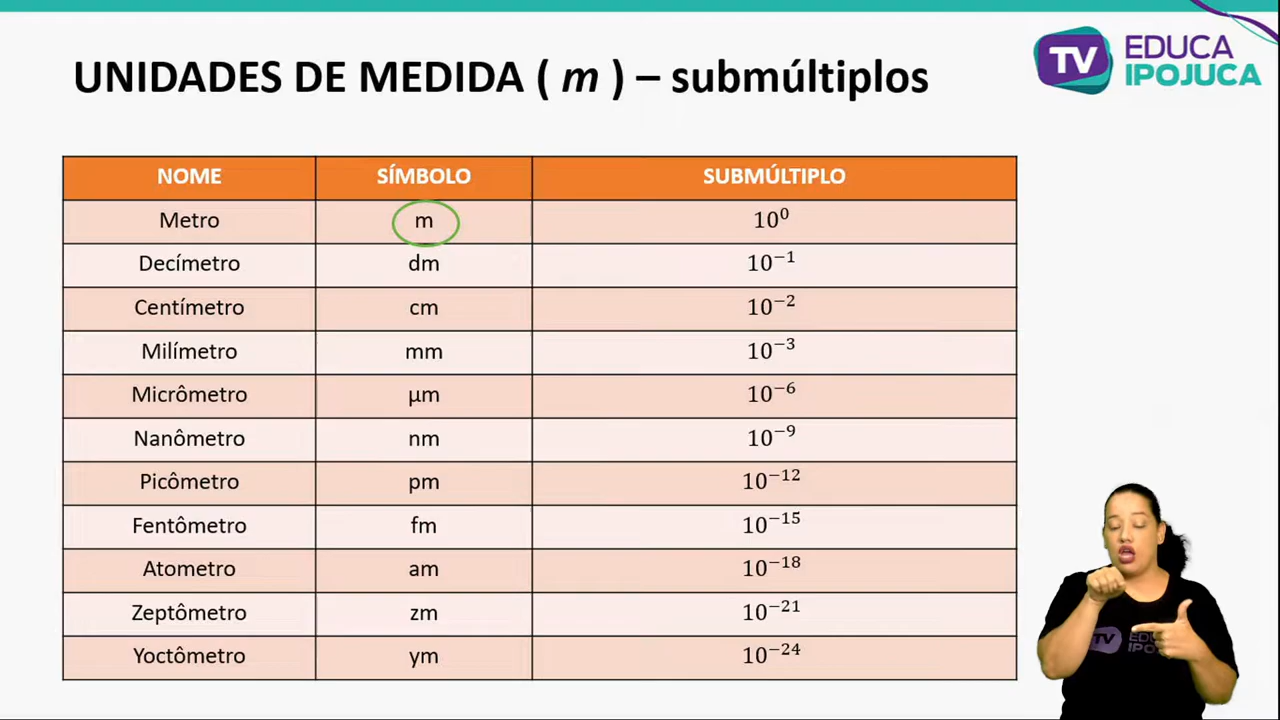 UNIDADES DE MEDIDA ( m ) – submúltiplos
TV EDUCA
IPOJUCA
NOME SÍMBOLO SUBMÚLTIPLO
Metro m 10⁰
Decímetro dm 10⁻¹
Centímetro cm 10⁻²
Milímetro mm 10⁻³
Micrômetro µm 10⁻⁶
Nanômetro nm 10⁻⁹
Picômetro pm 10⁻¹²
Fentômetro fm 10⁻¹⁵
Atometro am 10⁻¹⁸
Zeptômetro zm 10⁻²¹
Yoctômetro ym 10⁻²⁴
TV